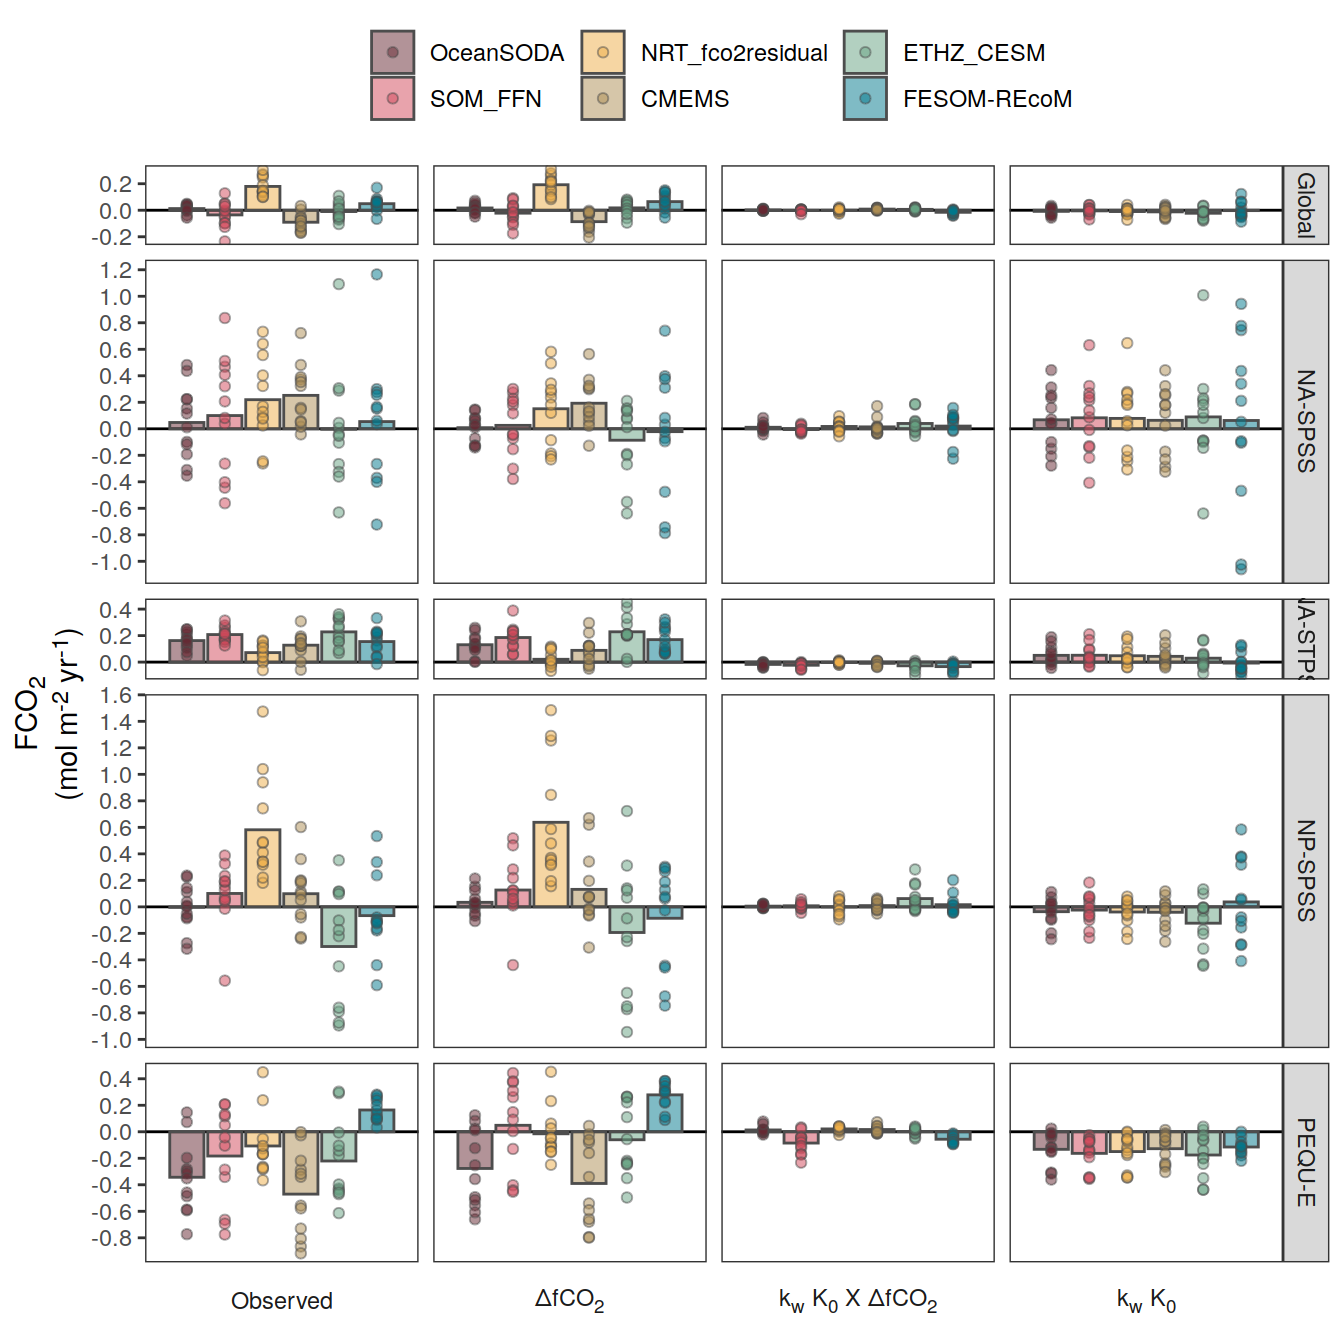 OceanSODA
NRT_fco2residual
ETHZ_CESM
SOM_FFN
CMEMS
FESOM-REcoM
0.2
0.0
-0.2
Global
1.2
1.0
0.8
0.6
0.4
0.2
0.0
-0.2
-0.4
-0.6
-0.8
-1.0
NA-SPSS
0.4
0.2
0.0
NA-STPS
1.6
1.4
1.2
1.0
0.8
0.6
0.4
0.2
0.0
-0.2
-0.4
-0.6
-0.8
-1.0
NP-SPSS
0.4
0.2
0.0
-0.2
-0.4
-0.6
-0.8
PEQU-E
FCO2
(mol m-2 yr-1)
Observed
ΔfCO2
kw K0 X ΔfCO2
kw K0